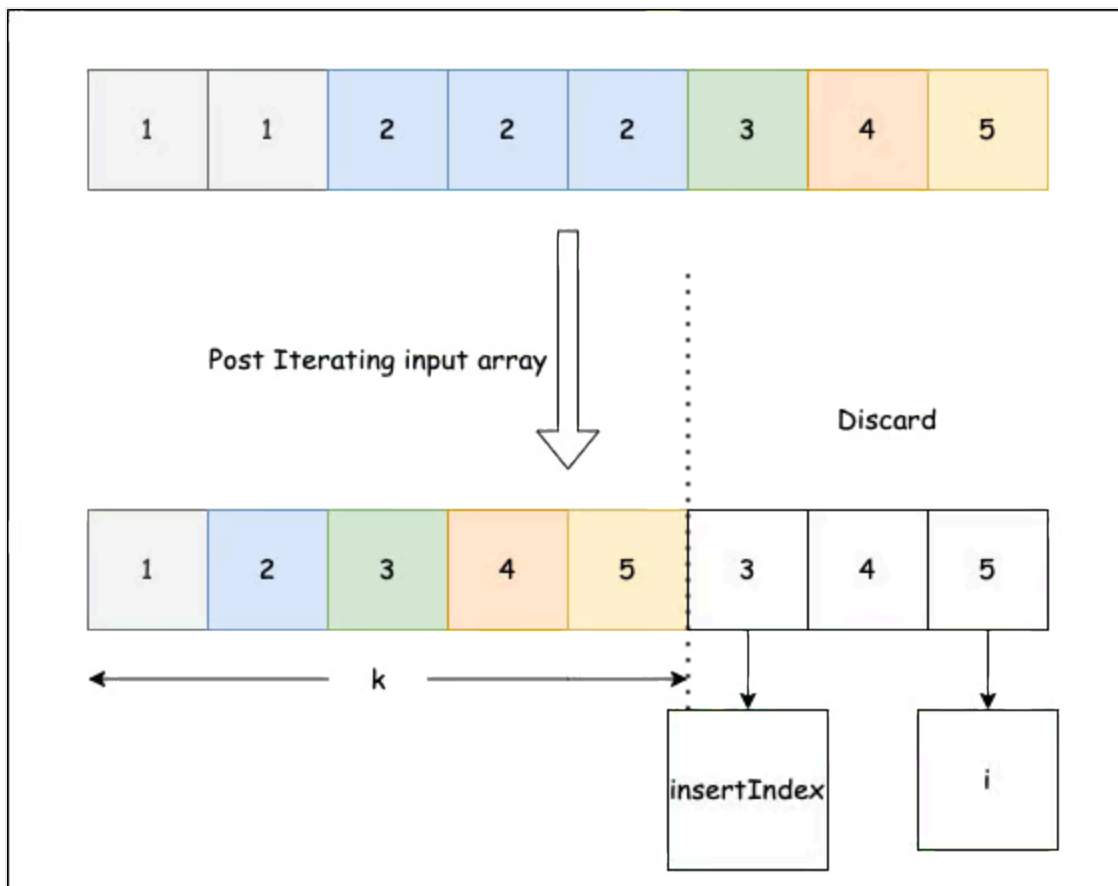 1 1 2 2 2 3 4 5
Post Iterating input array
Discard
1 2 3 4 5 3 4 5
k
insertIndex
i